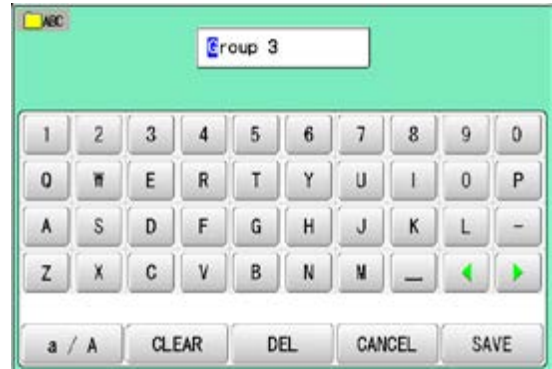 ABC
Group 3
1 2 3 4 5 6 7 8 9 0
Q W E R T Y U I O P
A S D F G H J K L -
Z X C V B N M _
a / A CLEAR DEL CANCEL SAVE